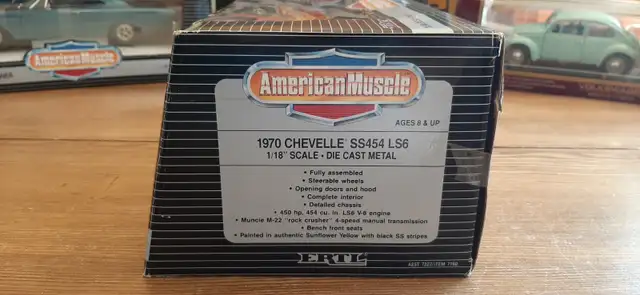 AmericanMuscle
AmericanMuscle
AGES 8 & UP
1970 CHEVELLE SS454 LS6
1/18" SCALE • DIE CAST METAL
• Fully assembled
• Steerable wheels
• Opening doors and hood
• Complete interior
• Detailed chassis
• 450 hp, 454 cu. in. LS6 V-8 engine
• Muncie M-22 "rock crusher" 4-speed manual transmission
• Bench front seats
• Painted in authentic Sunflower Yellow with black SS stripes
ERTL